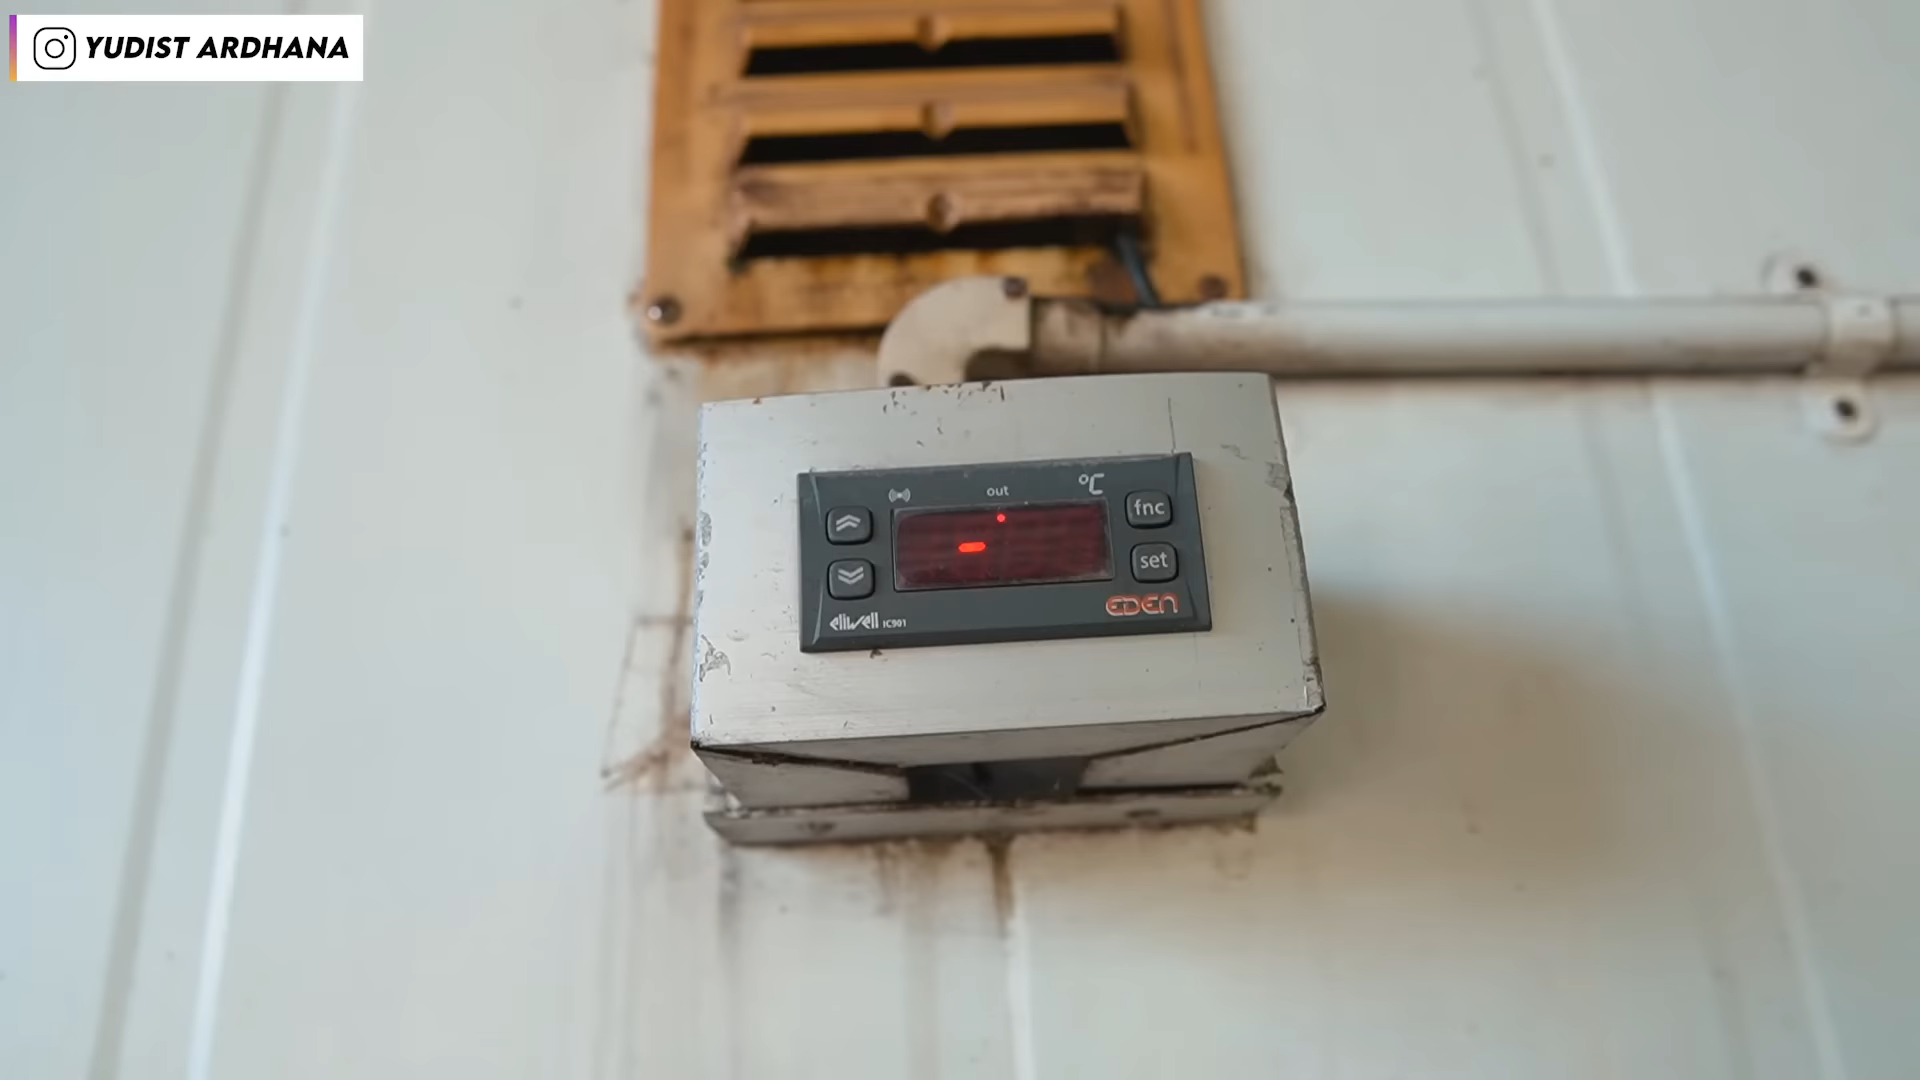 YUDIST ARDHANA
out
°C
fnc
set
eliwell IC901
EDEN
-